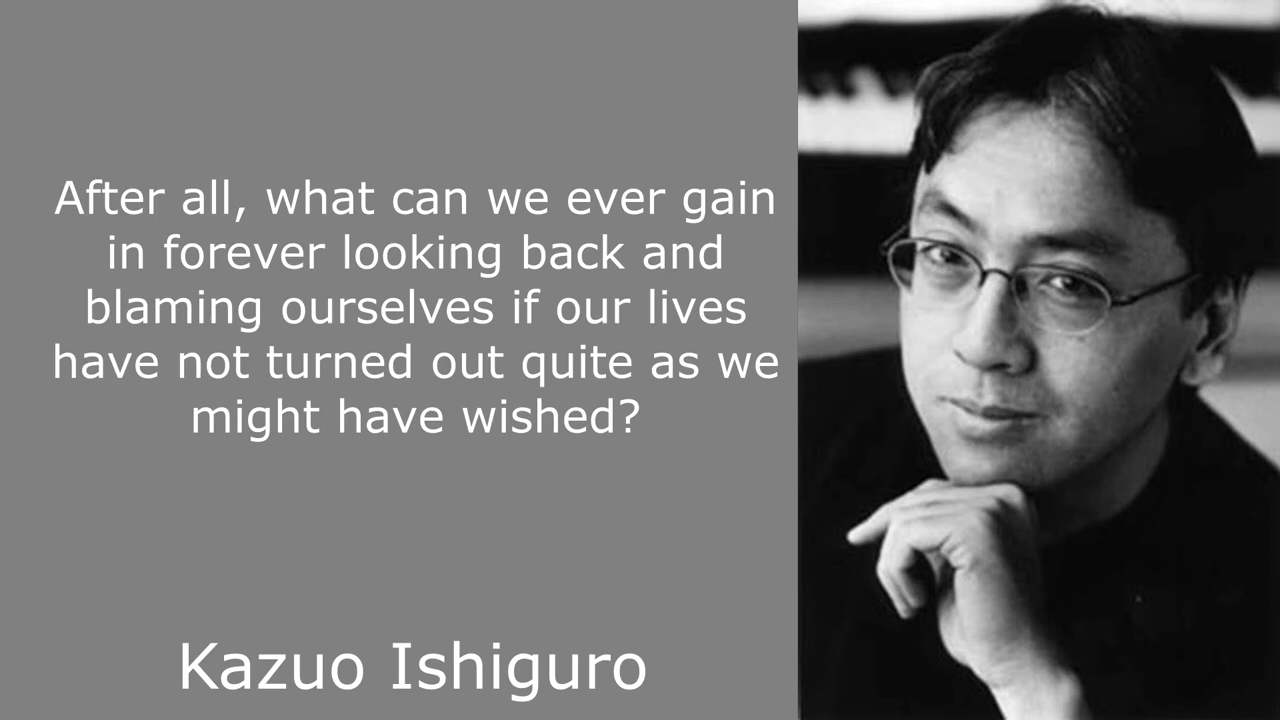 After all, what can we ever gain
in forever looking back and
blaming ourselves if our lives
have not turned out quite as we
might have wished?
Kazuo Ishiguro